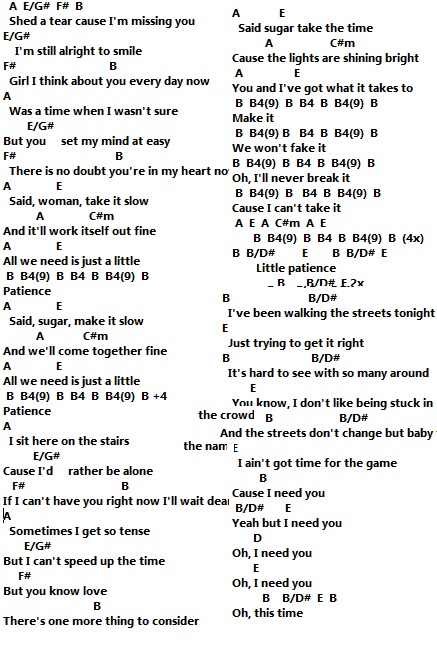 A E/G# F# B
Shed a tear cause I'm missing you
E/G#
I'm still alright to smile
F# B
Girl I think about you every day now
A
Was a time when I wasn't sure
E/G#
But you set my mind at easy
F# B
There is no doubt you're in my heart no
A E
Said, woman, take it slow
A C#m
And it'll work itself out fine
A E
All we need is just a little
B B4(9) B B4 B B4(9) B
Patience
A E
Said, sugar, make it slow
A C#m
And we'll come together fine
A E
All we need is just a little
B B4(9) B B4 B B4(9) B +4
Patience
A
I sit here on the stairs
E/G#
Cause I'd rather be alone
F# B
If I can't have you right now I'll wait dear
A
Sometimes I get so tense
E/G#
But I can't speed up the time
F#
But you know love
B
There's one more thing to consider
A E
Said sugar take the time
A C#m
Cause the lights are shining bright
A E
You and I've got what it takes to
B B4(9) B B4 B B4(9) B
Make it
B B4(9) B B4 B B4(9) B
We won't fake it
B B4(9) B B4 B B4(9) B
Oh, I'll never break it
B B4(9) B B4 B B4(9) B
Cause I can't take it
A E A C#m A E
B B4(9) B B4 B B4(9) B (4x)
B B/D# E B B/D# E
Little patience
B B/D# E 2x
B B/D#
I've been walking the streets tonight
E
Just trying to get it right
B B/D#
It's hard to see with so many around
E
You know, I don't like being stuck in
the crowd B B/D#
And the streets don't change but baby
the nam E
I ain't got time for the game
B
Cause I need you
B/D# E
Yeah but I need you
D
Oh, I need you
E
Oh, I need you
B B/D# E B
Oh, this time